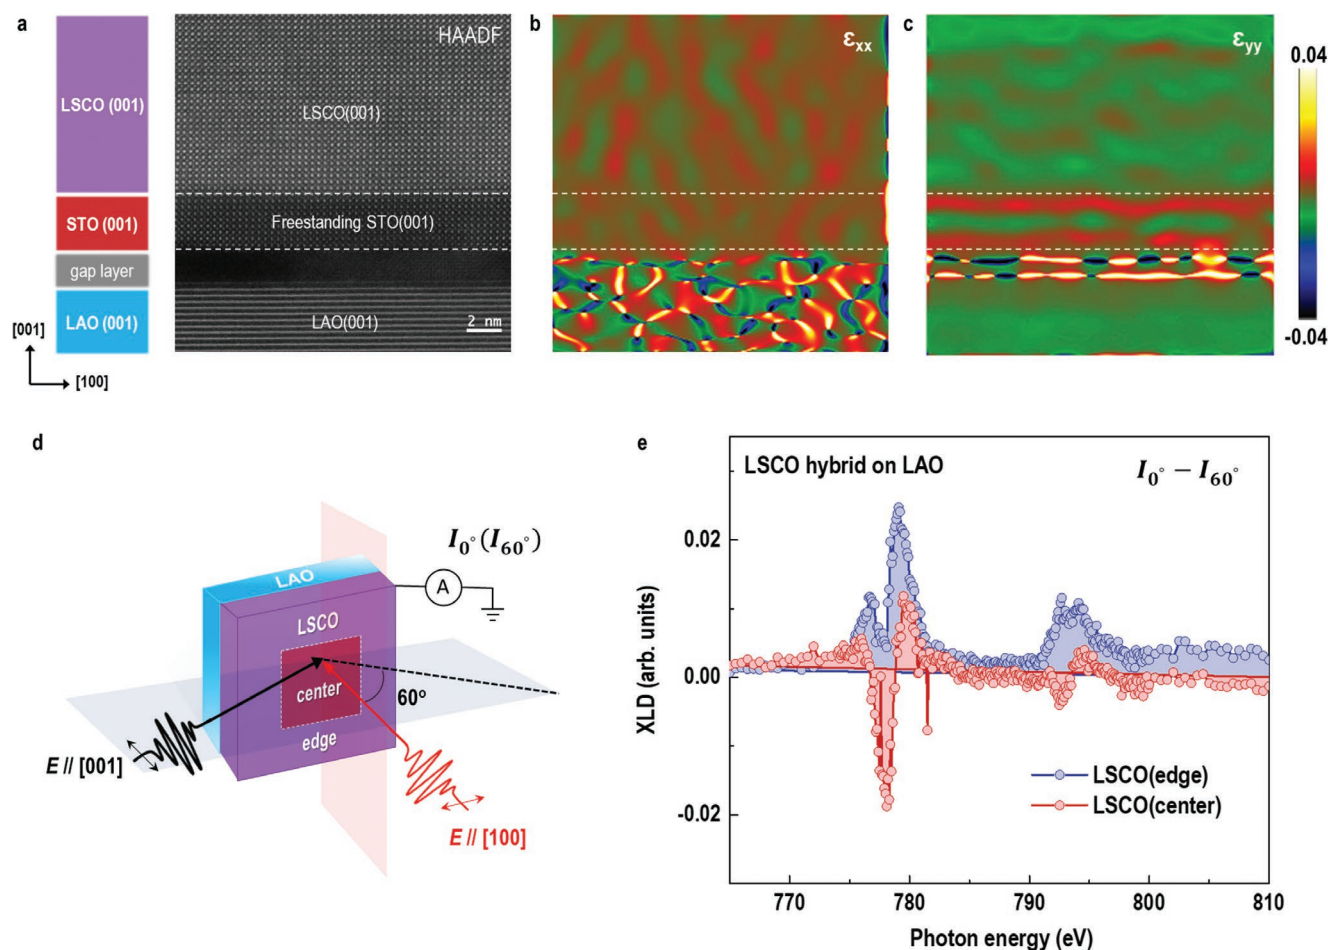 a
LSCO (001)
STO (001)
gap layer
LAO (001)
[001]
[100]
HAADF
LSCO(001)
Freestanding STO(001)
LAO(001)
2 nm
b
εxx
c
εyy
0.04
-0.04
d
I0°(I60°)
A
LAO
LSCO
center
edge
60°
E // [001]
E // [100]
e
LSCO hybrid on LAO
I0° − I60°
XLD (arb. units)
0.02
0.00
-0.02
LSCO(edge)
LSCO(center)
770
780
790
800
810
Photon energy (eV)